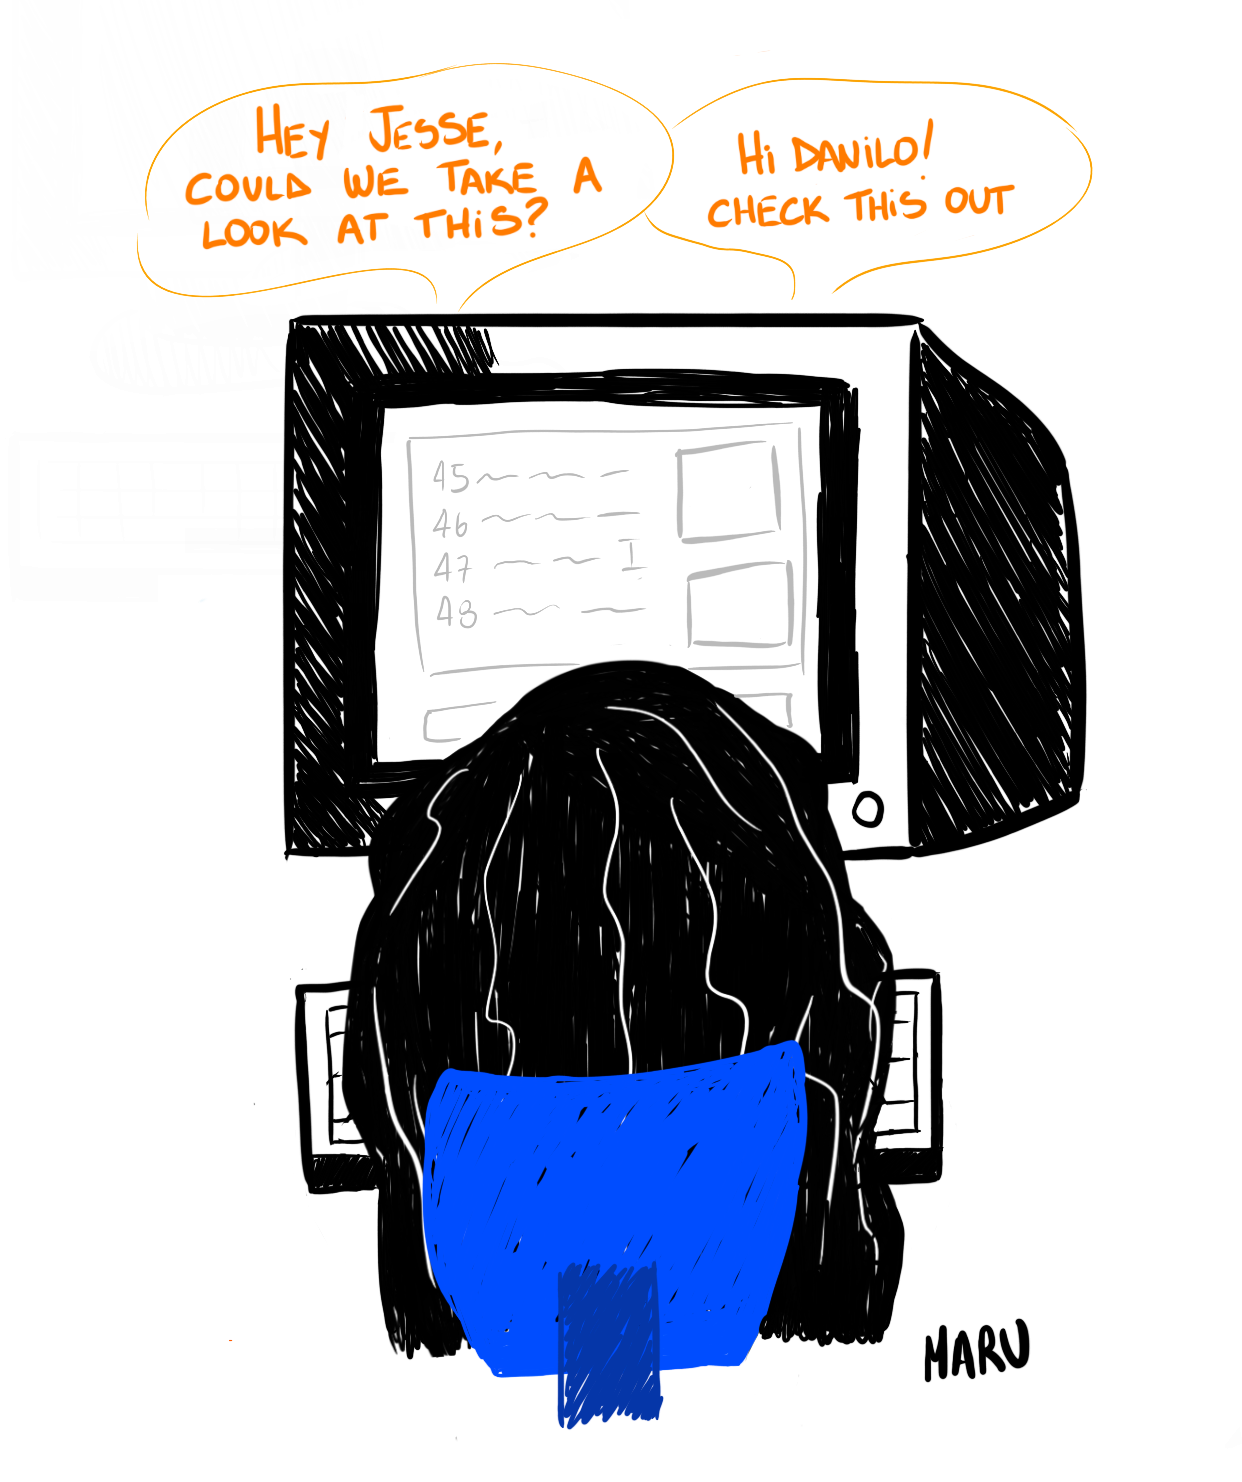 HEY JESSE,
COULD WE TAKE A
LOOK AT THIS?
Hi DANiLO!
CHECK THiS OUT
45
46
47
48
MARU